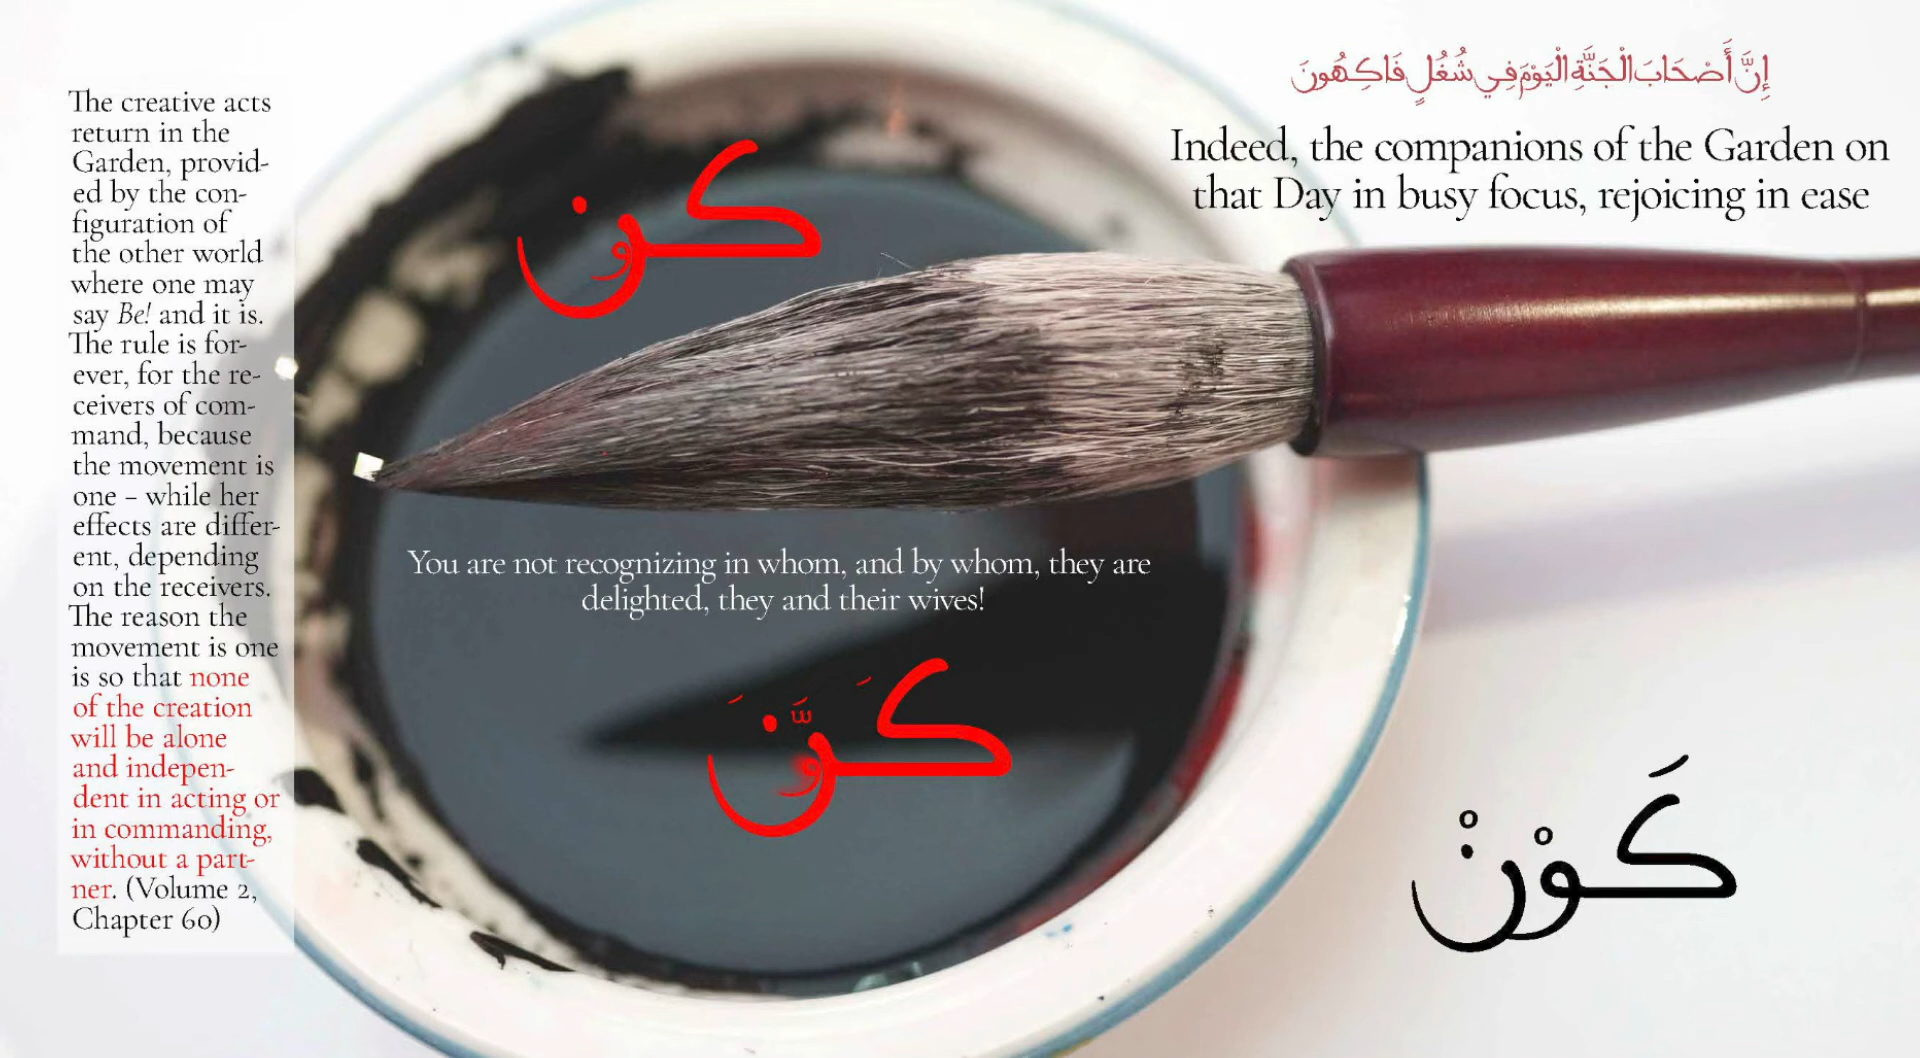 The creative acts
return in the
Garden, provid-
ed by the con-
figuration of
the other world
where one may
say Be! and it is.
The rule is for-
ever, for the re-
ceivers of com-
mand, because
the movement is
one – while her
effects are differ-
ent, depending
on the receivers.
The reason the
movement is one
is so that none
of the creation
will be alone
and indepen-
dent in acting or
in commanding,
without a part-
ner. (Volume 2,
Chapter 60)
إِنَّ أَصْحَابَ الْجَنَّةِ الْيَوْمَ فِي شُغُلٍ فَاكِهُونَ
Indeed, the companions of the Garden on
that Day in busy focus, rejoicing in ease
You are not recognizing in whom, and by whom, they are
delighted, they and their wives!
كَوَّنَ
كَوْنْ